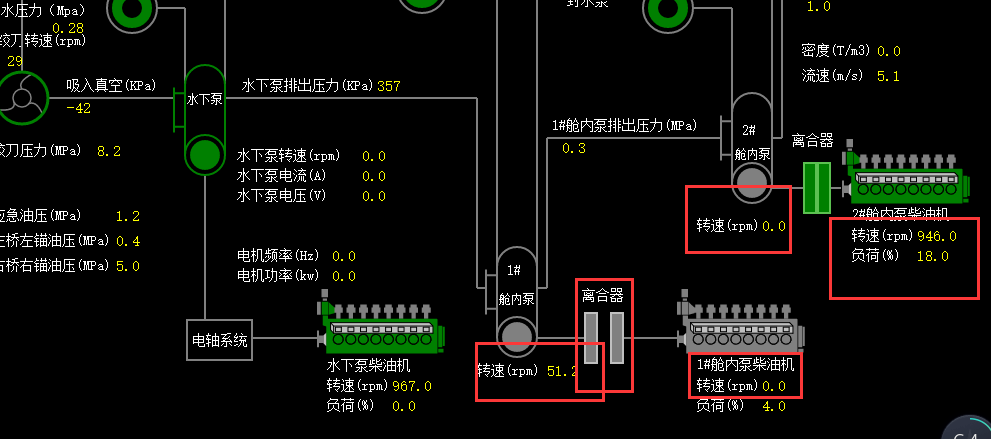 水压力（Mpa）
0.28
绞刀转速(rpm)
29
吸入真空(KPa)
-42
水下泵
水下泵排出压力(KPa) 357
绞刀压力(MPa) 8.2
水下泵转速(rpm) 0.0
水下泵电流(A) 0.0
水下泵电压(V) 0.0
应急油压(MPa) 1.2
左桥左锚油压(MPa) 0.4
右桥右锚油压(MPa) 5.0
电机频率(Hz) 0.0
电机功率(kw) 0.0
电轴系统
水下泵柴油机
转速(rpm) 967.0
负荷(%) 0.0
1#
舱内泵
转速(rpm) 51.2
离合器
1#舱内泵柴油机
转速(rpm) 0.0
负荷(%) 4.0
封水泵
1#舱内泵排出压力(MPa)
0.3
2#
舱内泵
转速(rpm) 0.0
1.0
密度(T/m3) 0.0
流速(m/s) 5.1
离合器
2#舱内泵柴油机
转速(rpm) 946.0
负荷(%) 18.0